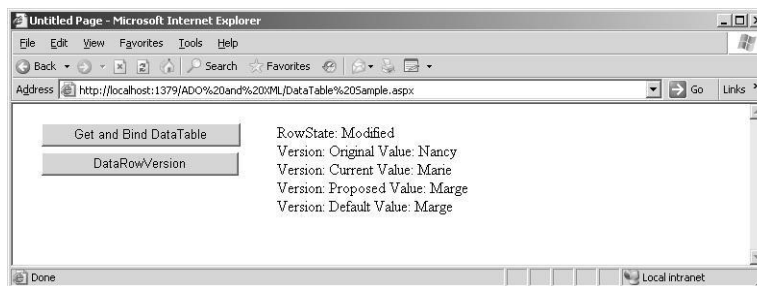 Untitled Page - Microsoft Internet Explorer
File Edit View Favorites Tools Help
Back Search Favorites
Address http://localhost:1379/ADO%20and%20XML/DataTable%20Sample.aspx Go Links
Get and Bind DataTable
DataRowVersion
RowState: Modified
Version: Original Value: Nancy
Version: Current Value: Marie
Version: Proposed Value: Marge
Version: Default Value: Marge
Done Local intranet